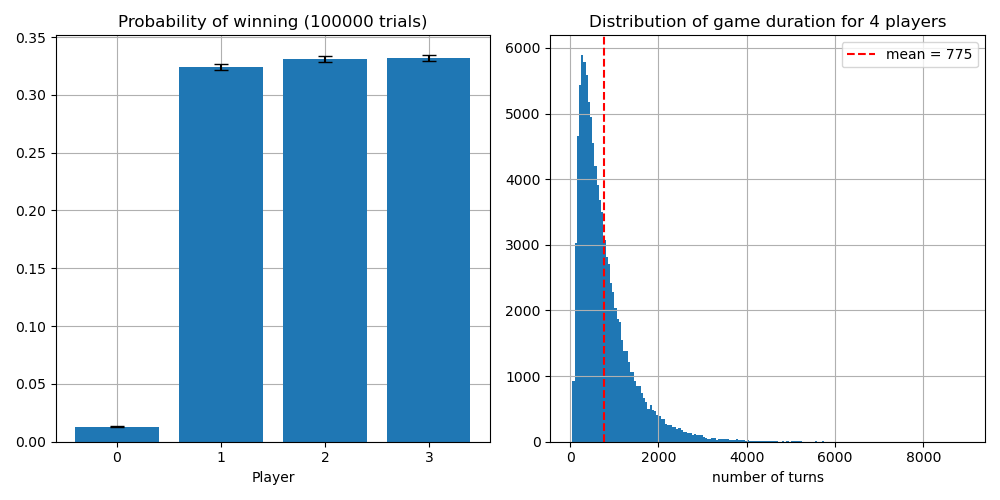 Probability of winning (100000 trials)
0.35
0.30
0.25
0.20
0.15
0.10
0.05
0.00
0 1 2 3
Player
Distribution of game duration for 4 players
mean = 775
6000
5000
4000
3000
2000
1000
0
0 2000 4000 6000 8000
number of turns